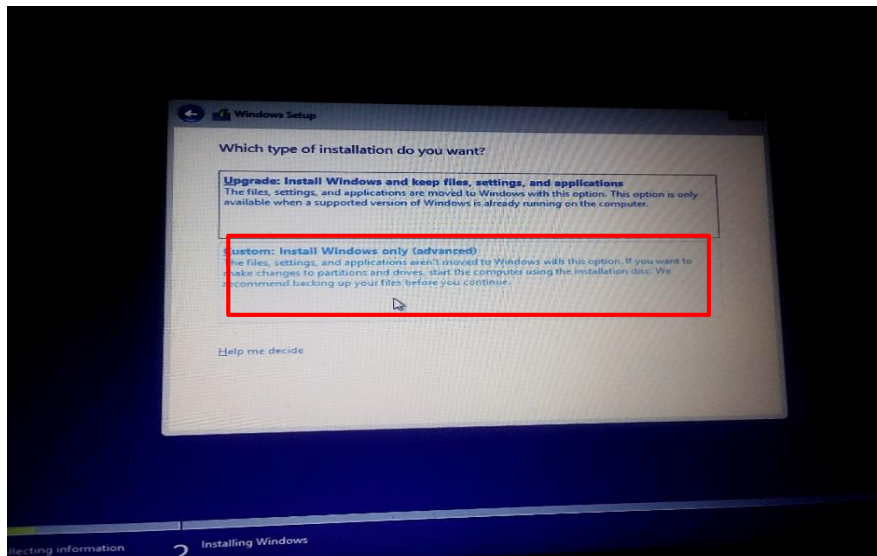 Windows Setup
Which type of installation do you want?
Upgrade: Install Windows and keep files, settings, and applications
The files, settings, and applications are moved to Windows with this option. This option is only
available when a supported version of Windows is already running on the computer.
Custom: Install Windows only (advanced)
The files, settings, and applications aren't moved to Windows with this option. If you want to
make changes to partitions and drives, start the computer using the installation disc. We
recommend backing up your files before you continue.
Help me decide
llecting information
2 Installing Windows